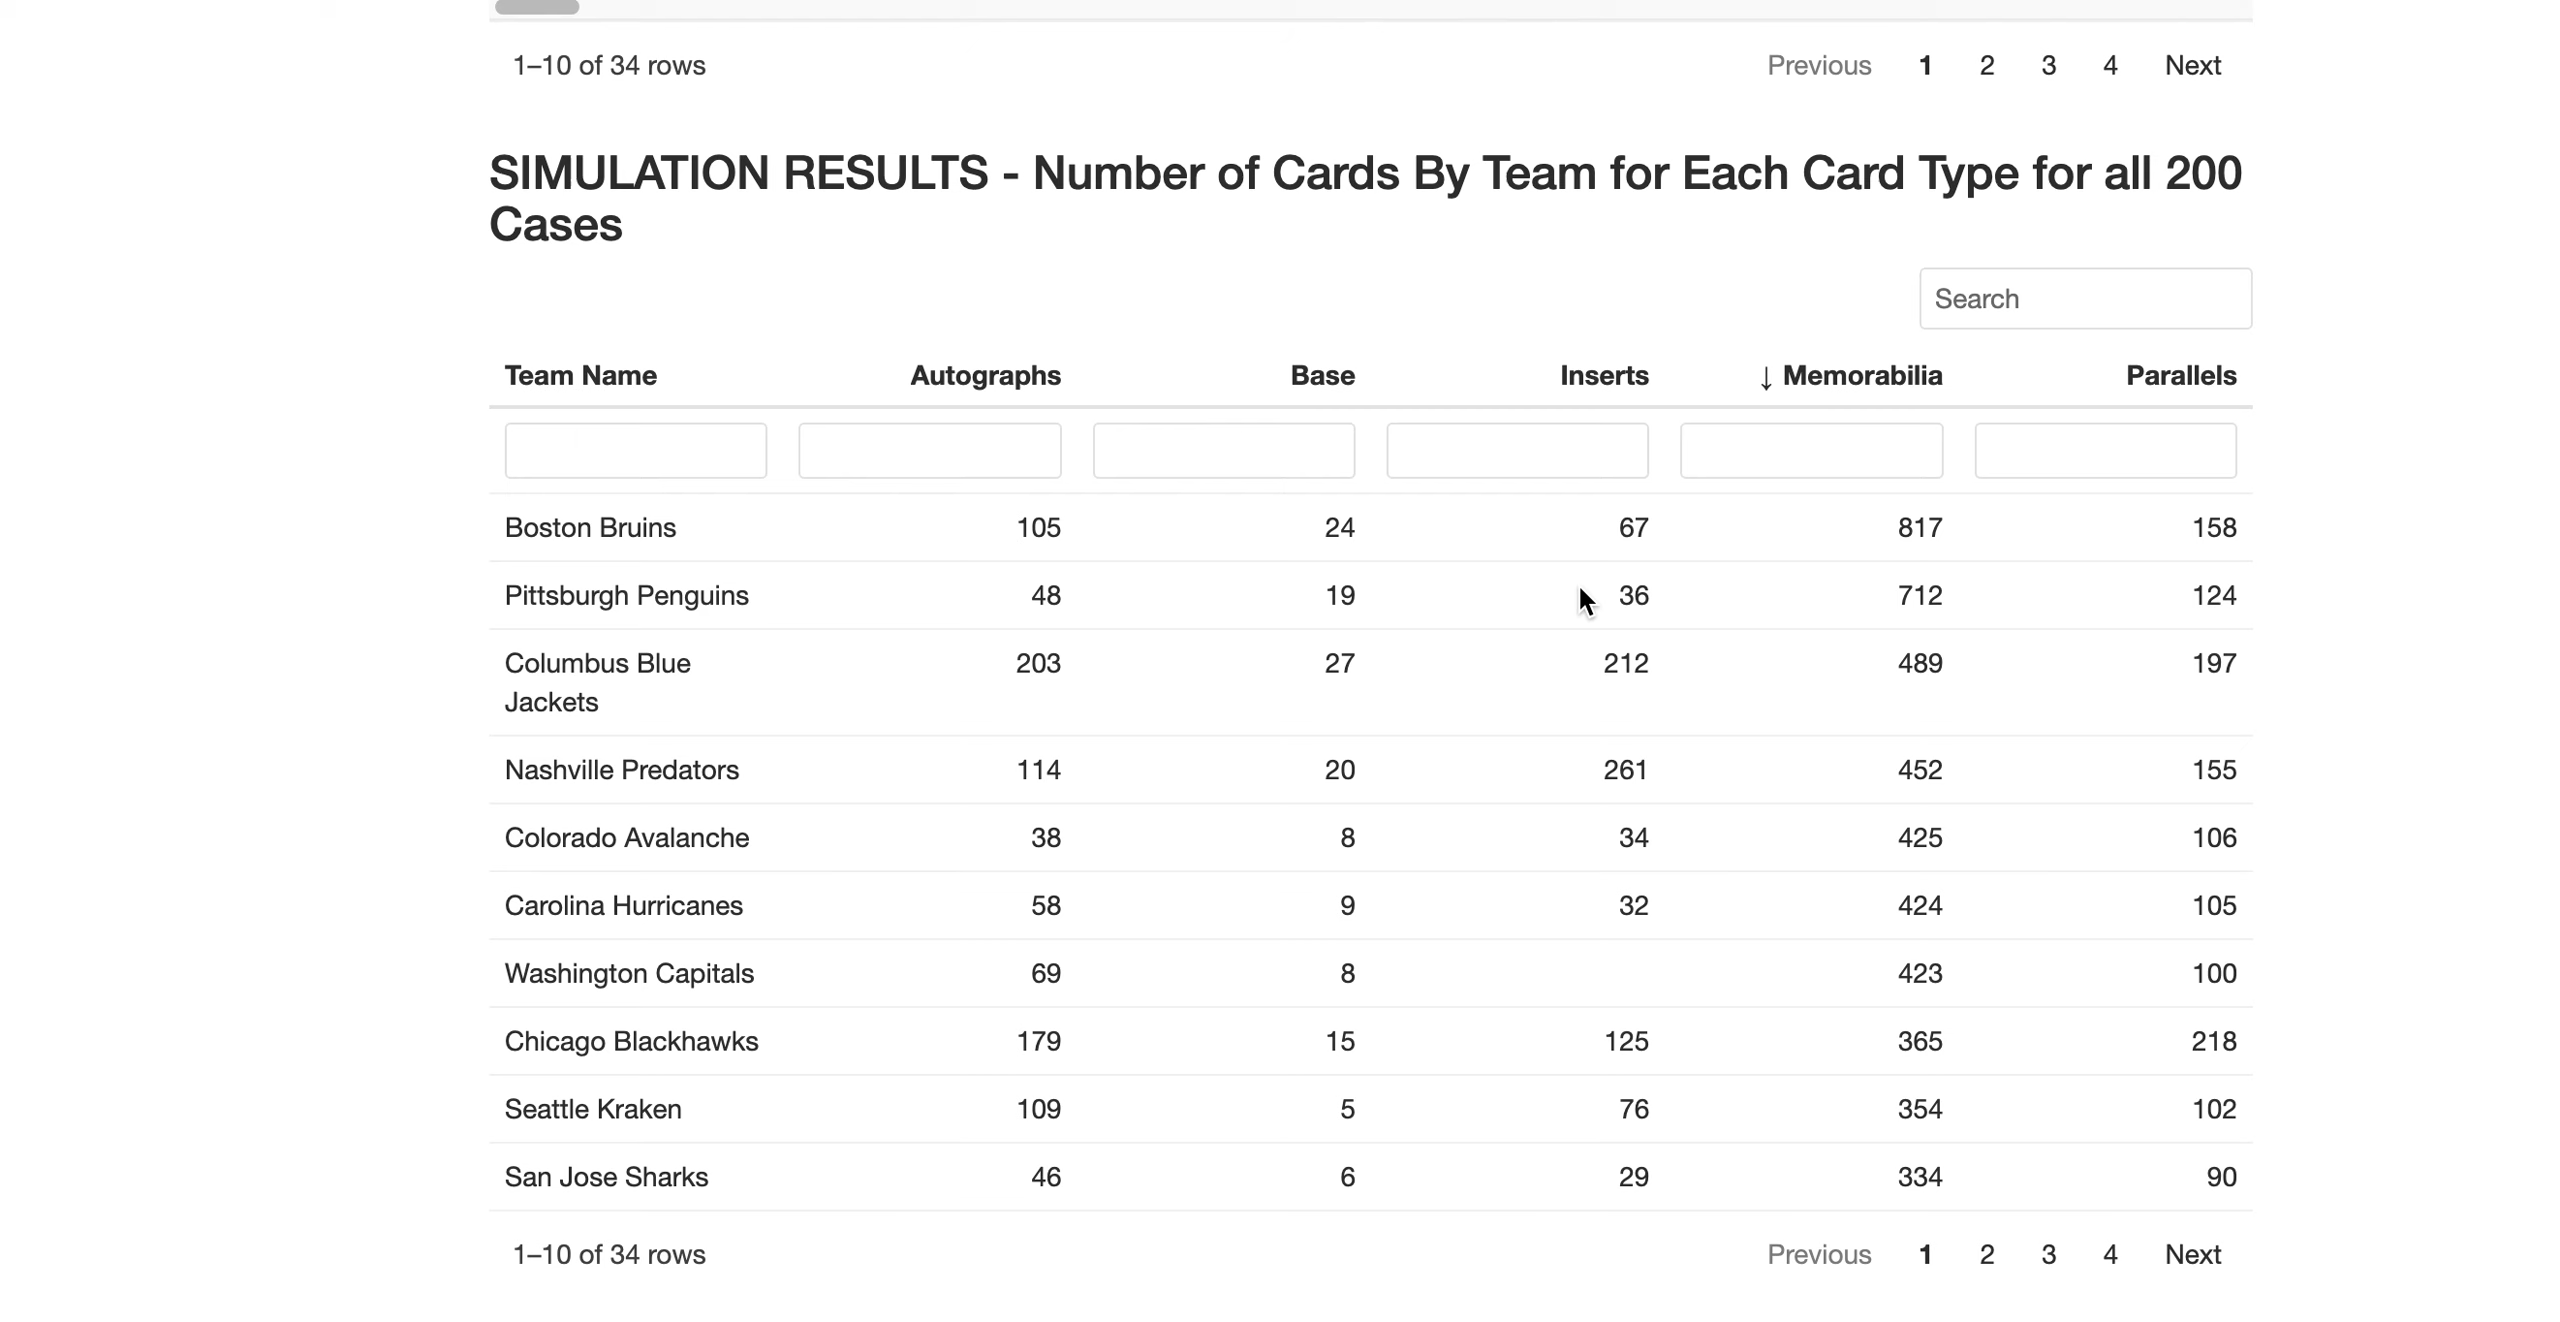 1–10 of 34 rows Previous 1 2 3 4 Next
SIMULATION RESULTS - Number of Cards By Team for Each Card Type for all 200
Cases
Search
Team Name Autographs Base Inserts ↓ Memorabilia Parallels
Boston Bruins 105 24 67 817 158
Pittsburgh Penguins 48 19 36 712 124
Columbus Blue 203 27 212 489 197
Jackets
Nashville Predators 114 20 261 452 155
Colorado Avalanche 38 8 34 425 106
Carolina Hurricanes 58 9 32 424 105
Washington Capitals 69 8 423 100
Chicago Blackhawks 179 15 125 365 218
Seattle Kraken 109 5 76 354 102
San Jose Sharks 46 6 29 334 90
1–10 of 34 rows Previous 1 2 3 4 Next